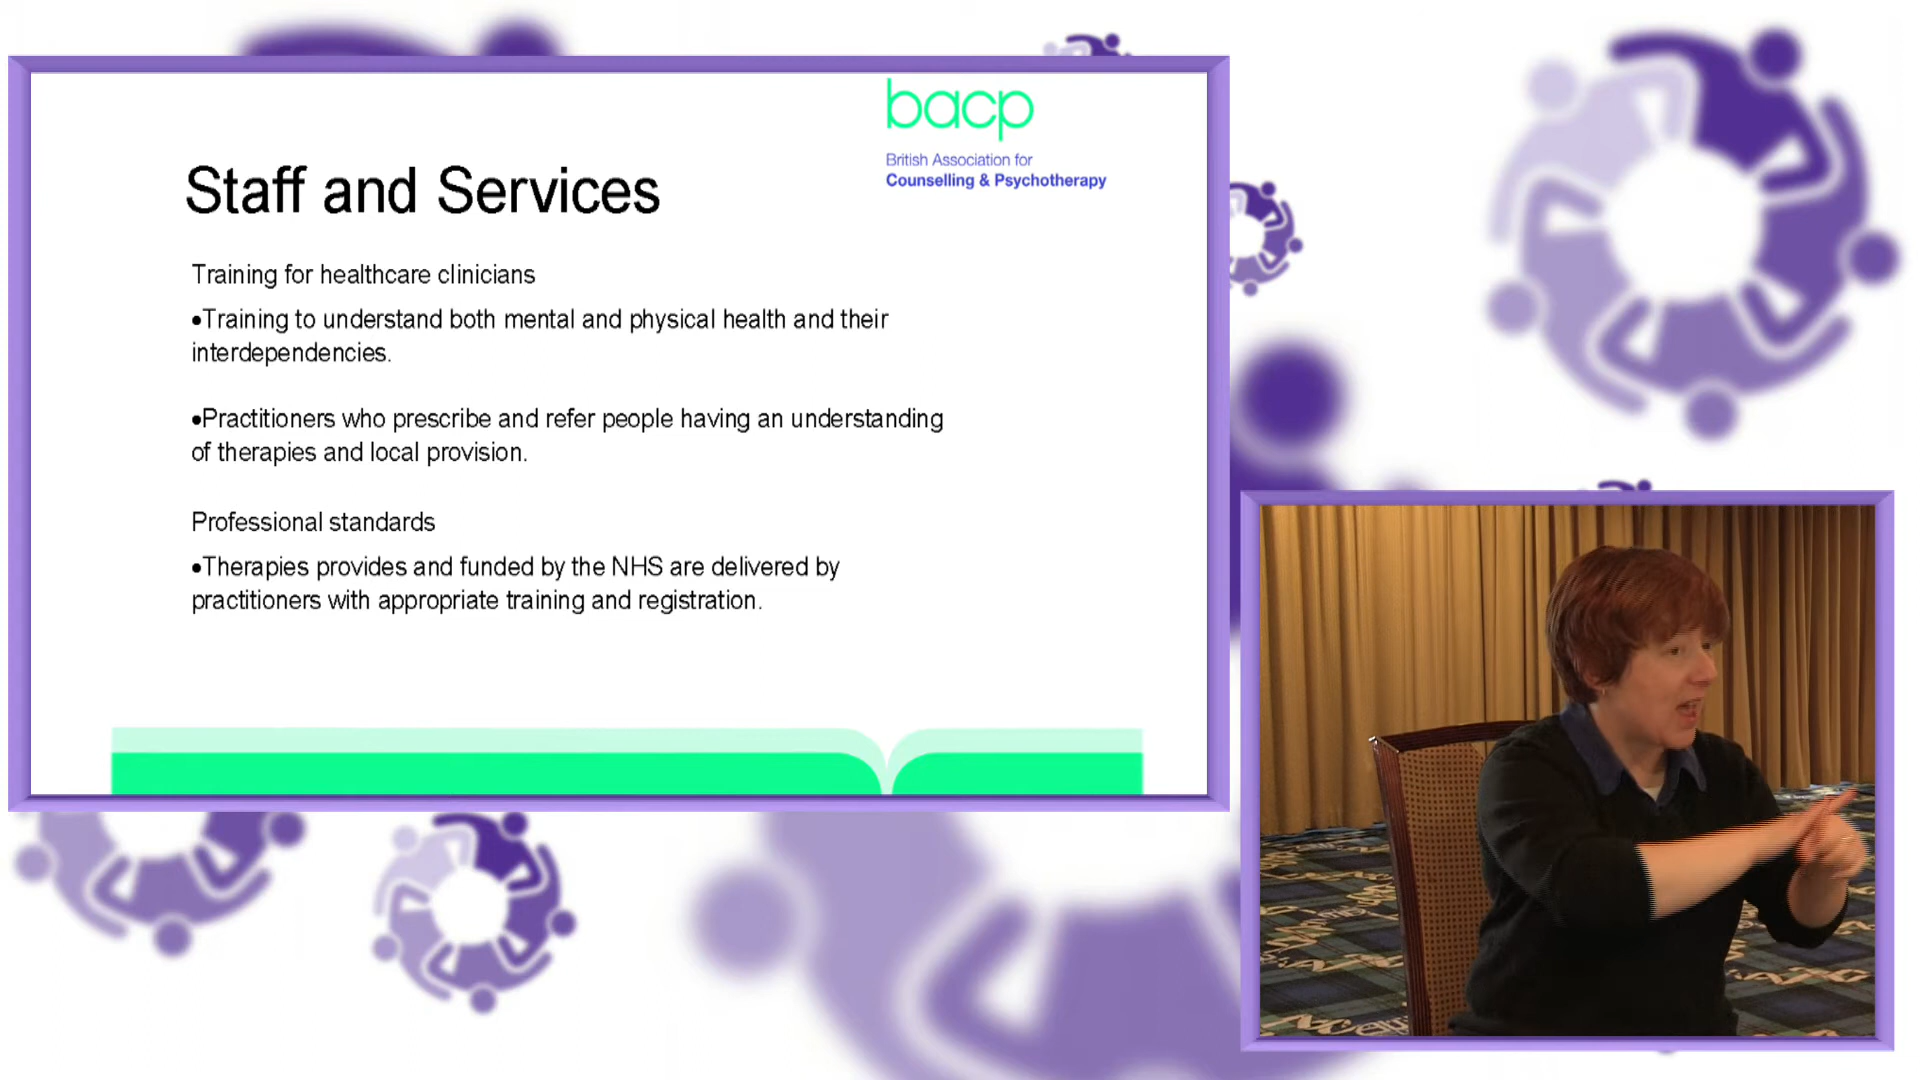 bacp
British Association for
Counselling & Psychotherapy
Staff and Services
Training for healthcare clinicians
•Training to understand both mental and physical health and their
interdependencies.
•Practitioners who prescribe and refer people having an understanding
of therapies and local provision.
Professional standards
•Therapies provides and funded by the NHS are delivered by
practitioners with appropriate training and registration.